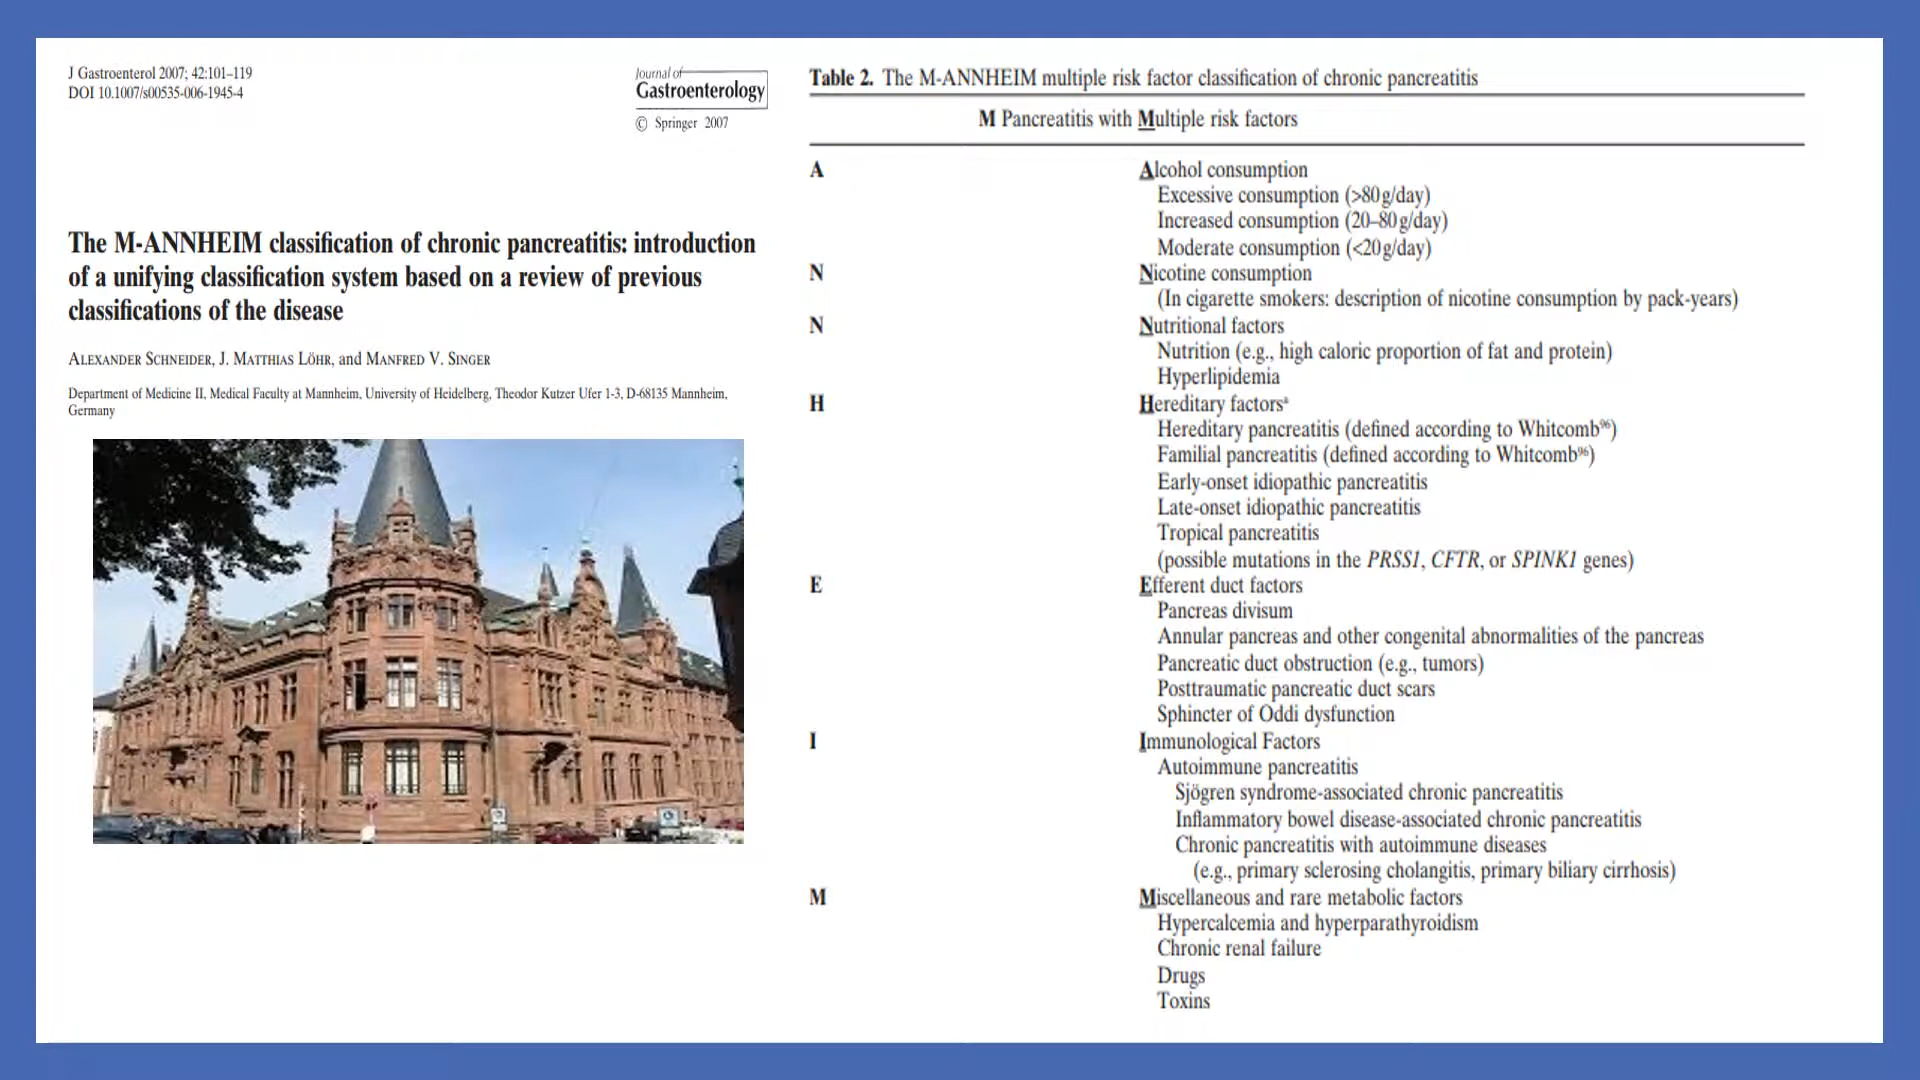 J Gastroenterol 2007; 42:101–119
DOI 10.1007/s00535-006-1945-4
Journal of
Gastroenterology
© Springer 2007
The M-ANNHEIM classification of chronic pancreatitis: introduction
of a unifying classification system based on a review of previous
classifications of the disease
Alexander Schneider, J. Matthias Löhr, and Manfred V. Singer
Department of Medicine II, Medical Faculty at Mannheim, University of Heidelberg, Theodor Kutzer Ufer 1-3, D-68135 Mannheim,
Germany
Table 2. The M-ANNHEIM multiple risk factor classification of chronic pancreatitis
M Pancreatitis with Multiple risk factors
A Alcohol consumption
Excessive consumption (>80 g/day)
Increased consumption (20–80 g/day)
Moderate consumption (<20 g/day)
N Nicotine consumption
(In cigarette smokers: description of nicotine consumption by pack-years)
N Nutritional factors
Nutrition (e.g., high caloric proportion of fat and protein)
Hyperlipidemia
H Hereditary factorsª
Hereditary pancreatitis (defined according to Whitcomb⁹⁶)
Familial pancreatitis (defined according to Whitcomb⁹⁶)
Early-onset idiopathic pancreatitis
Late-onset idiopathic pancreatitis
Tropical pancreatitis
(possible mutations in the PRSS1, CFTR, or SPINK1 genes)
E Efferent duct factors
Pancreas divisum
Annular pancreas and other congenital abnormalities of the pancreas
Pancreatic duct obstruction (e.g., tumors)
Posttraumatic pancreatic duct scars
Sphincter of Oddi dysfunction
I Immunological Factors
Autoimmune pancreatitis
Sjögren syndrome-associated chronic pancreatitis
Inflammatory bowel disease-associated chronic pancreatitis
Chronic pancreatitis with autoimmune diseases
(e.g., primary sclerosing cholangitis, primary biliary cirrhosis)
M Miscellaneous and rare metabolic factors
Hypercalcemia and hyperparathyroidism
Chronic renal failure
Drugs
Toxins